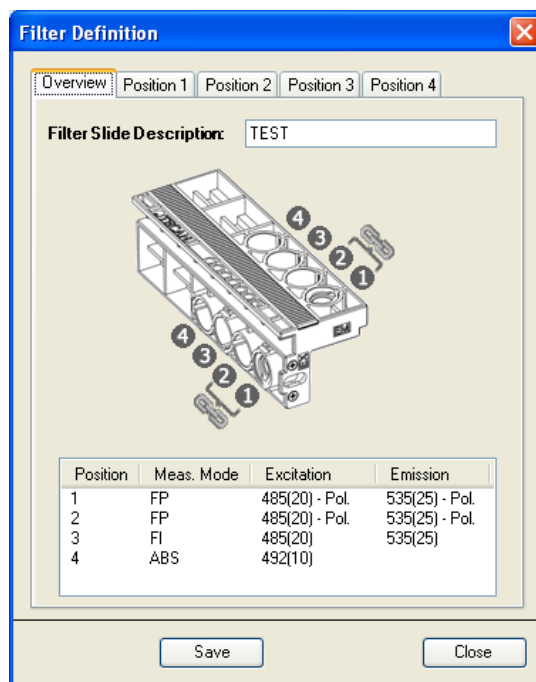 Filter Definition
Overview Position 1 Position 2 Position 3 Position 4
Filter Slide Description: TEST
4
3
2
1
EM
4
3
2
1
Position Meas. Mode Excitation Emission
1 FP 485(20) - Pol. 535(25) - Pol.
2 FP 485(20) - Pol. 535(25) - Pol.
3 FI 485(20) 535(25)
4 ABS 492(10)
Save Close